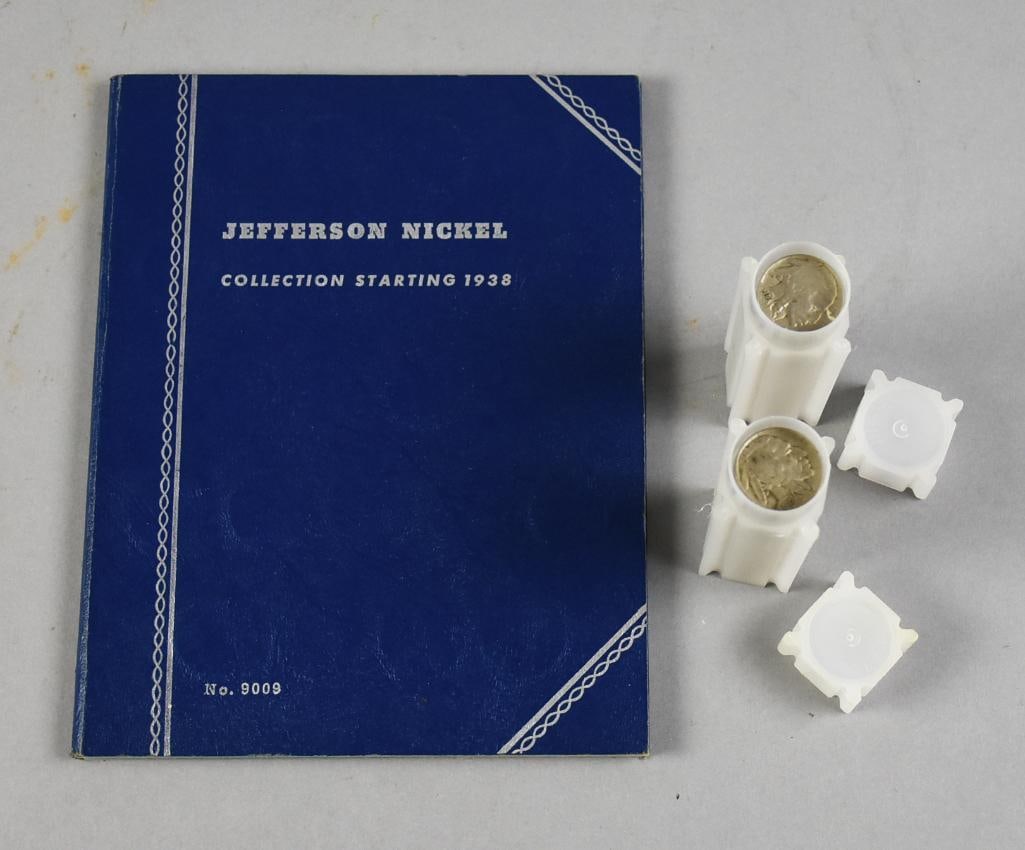 JEFFERSON NICKEL
COLLECTION STARTING 1938
No. 9009